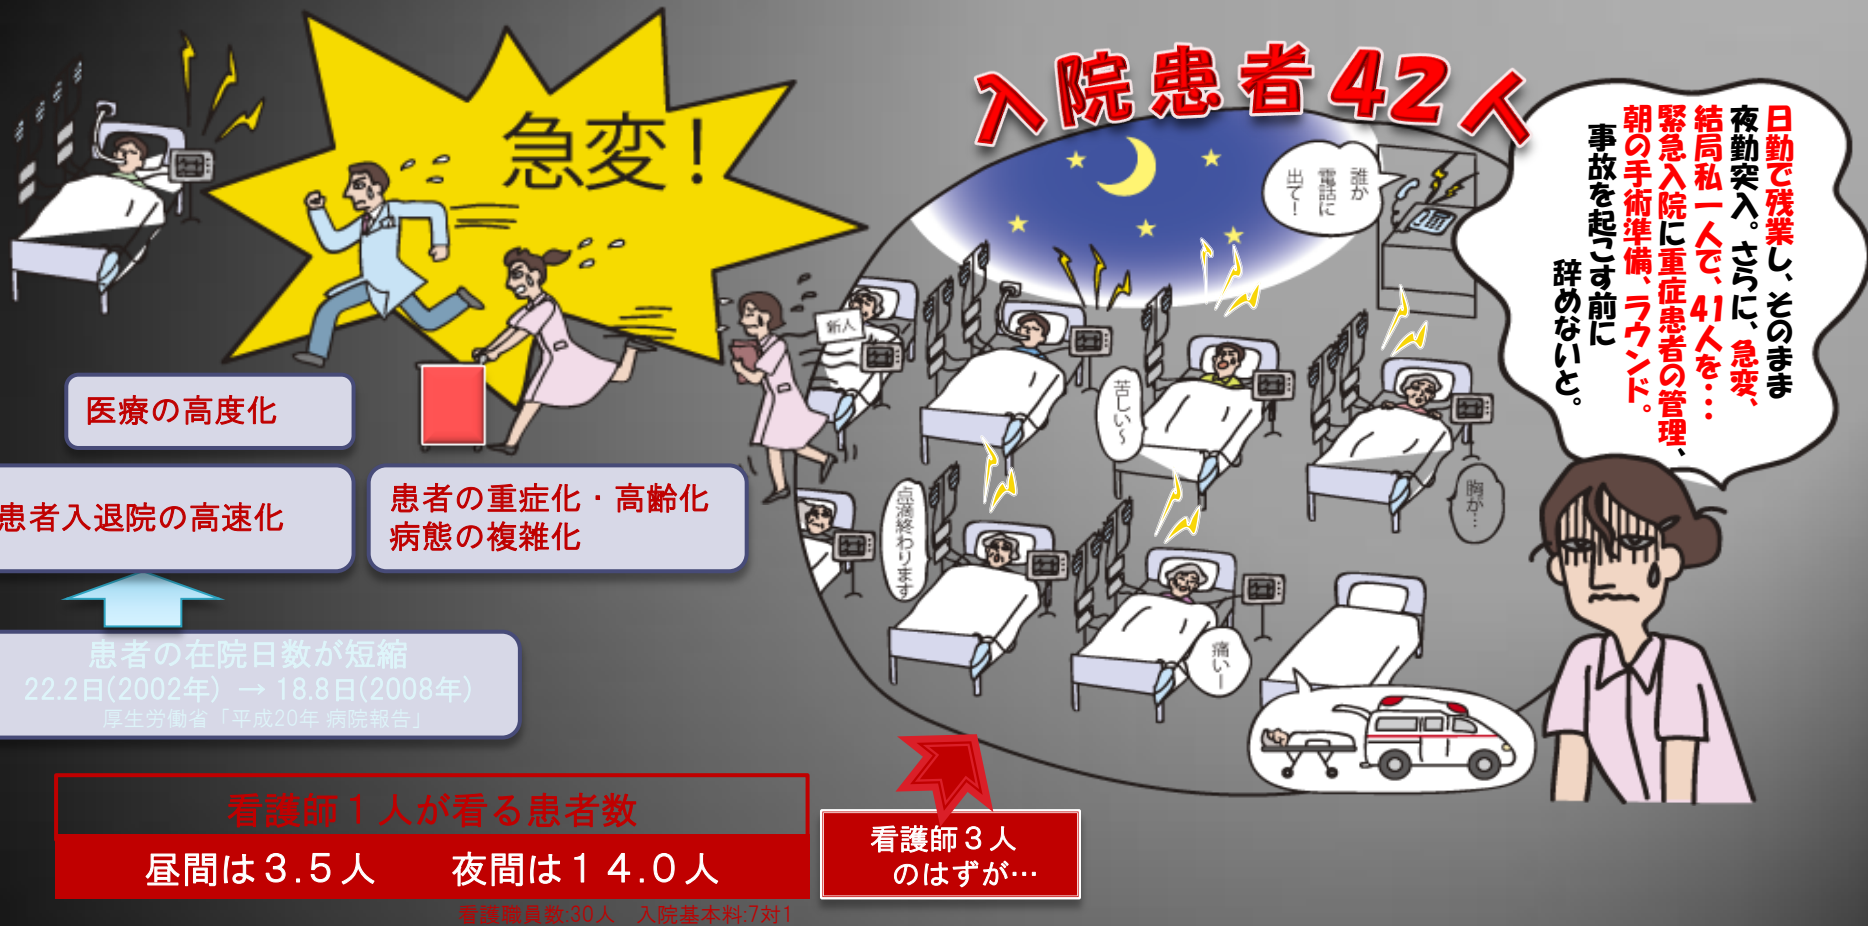 急変！
入院患者42人
日勤で残業し、そのまま
夜勤突入。さらに、急変、
結局私一人で、41人を・・・
緊急入院に重症患者の管理、
朝の手術準備、ラウンド。
事故を起こす前に
辞めないと。
誰か
電話に
出て！
新人
苦しい～
胸が…
点滴終わります
痛いー
医療の高度化
患者入退院の高速化
患者の重症化・高齢化
病態の複雑化
患者の在院日数が短縮
22.2日(2002年) → 18.8日(2008年)
厚生労働省「平成20年 病院報告」
看護師１人が看る患者数
昼間は３.５人　夜間は１４.０人
看護職員数:30人　入院基本料:7対1
看護師３人
のはずが…